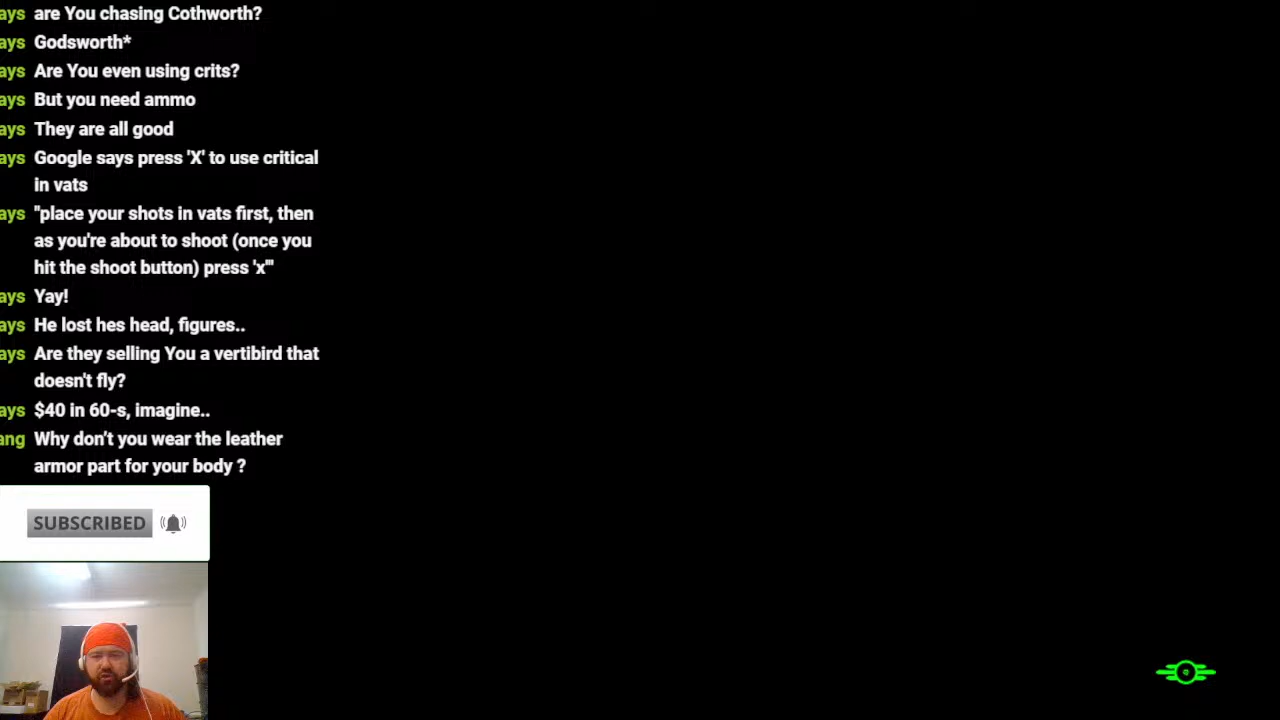 ays are You chasing Cothworth?
ays Godsworth*
ays Are You even using crits?
ays But you need ammo
ays They are all good
ays Google says press 'X' to use critical
in vats
ays "place your shots in vats first, then
as you're about to shoot (once you
hit the shoot button) press 'x'"
ays Yay!
ays He lost hes head, figures..
ays Are they selling You a vertibird that
doesn't fly?
ays $40 in 60-s, imagine..
ang Why don’t you wear the leather
armor part for your body ?
SUBSCRIBED